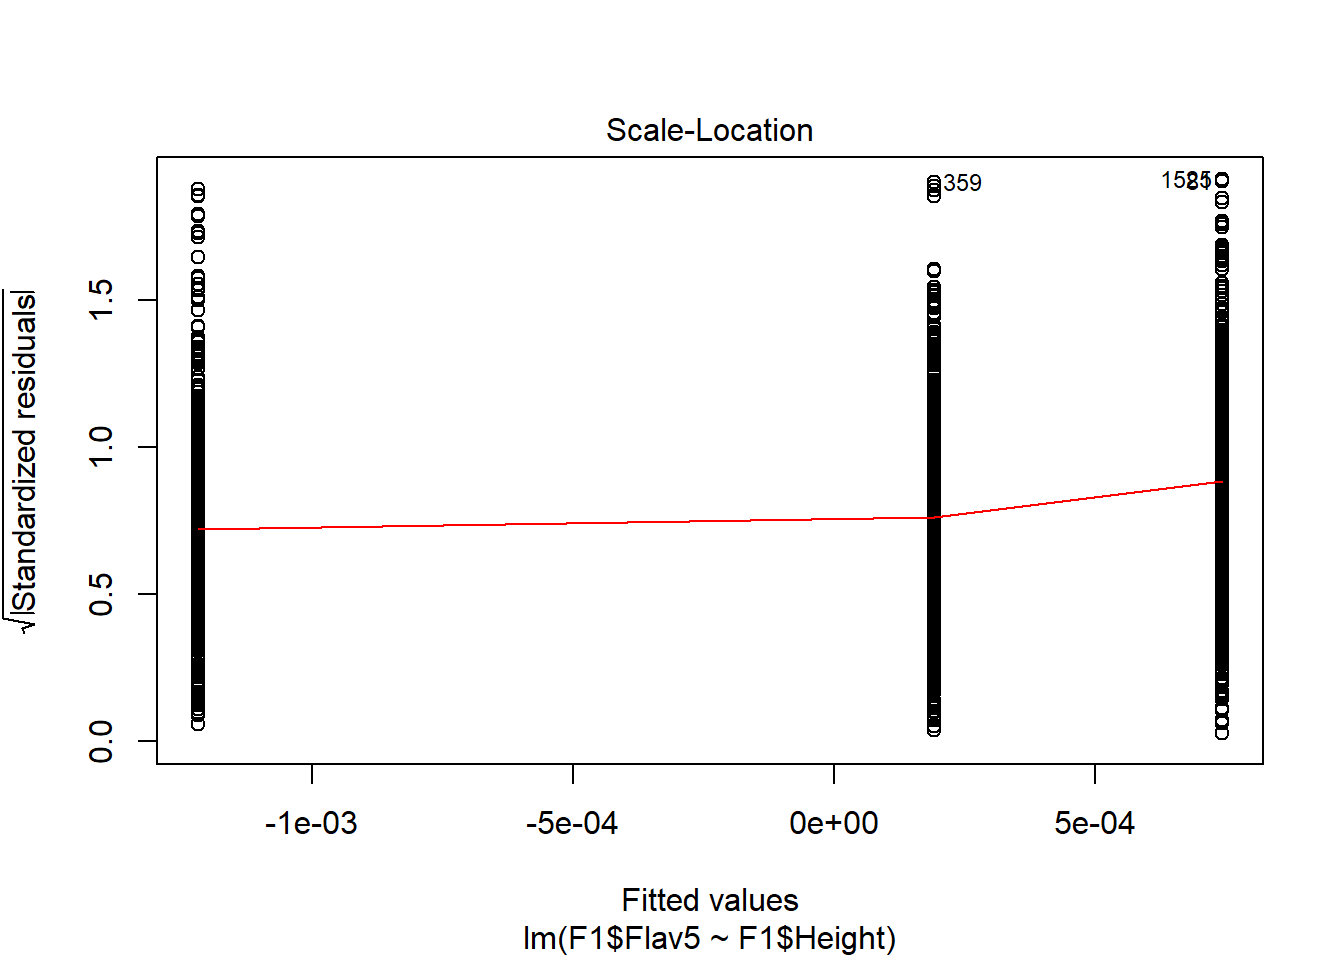 Scale-Location
√|Standardized residuals|
1.5
1.0
0.5
0.0
359
-1e-03 -5e-04 0e+00 5e-04
Fitted values
lm(F1$Flav5 ~ F1$Height)